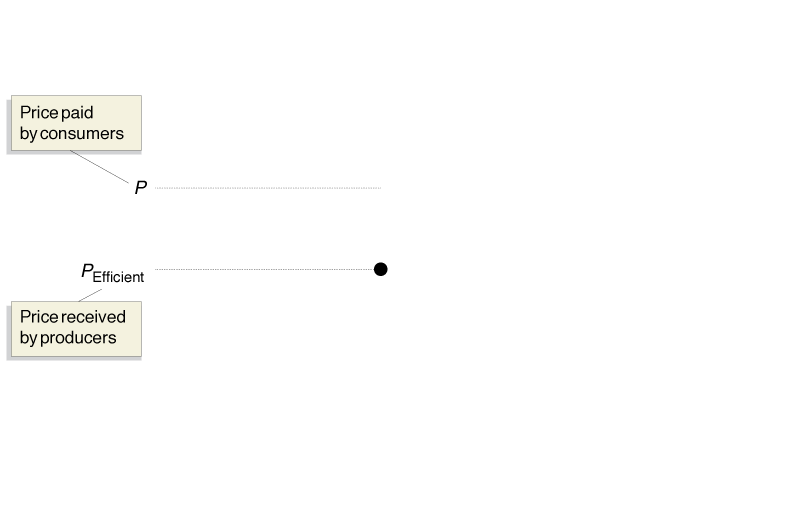 Price paid
by consumers
P
PEfficient
Price received
by producers